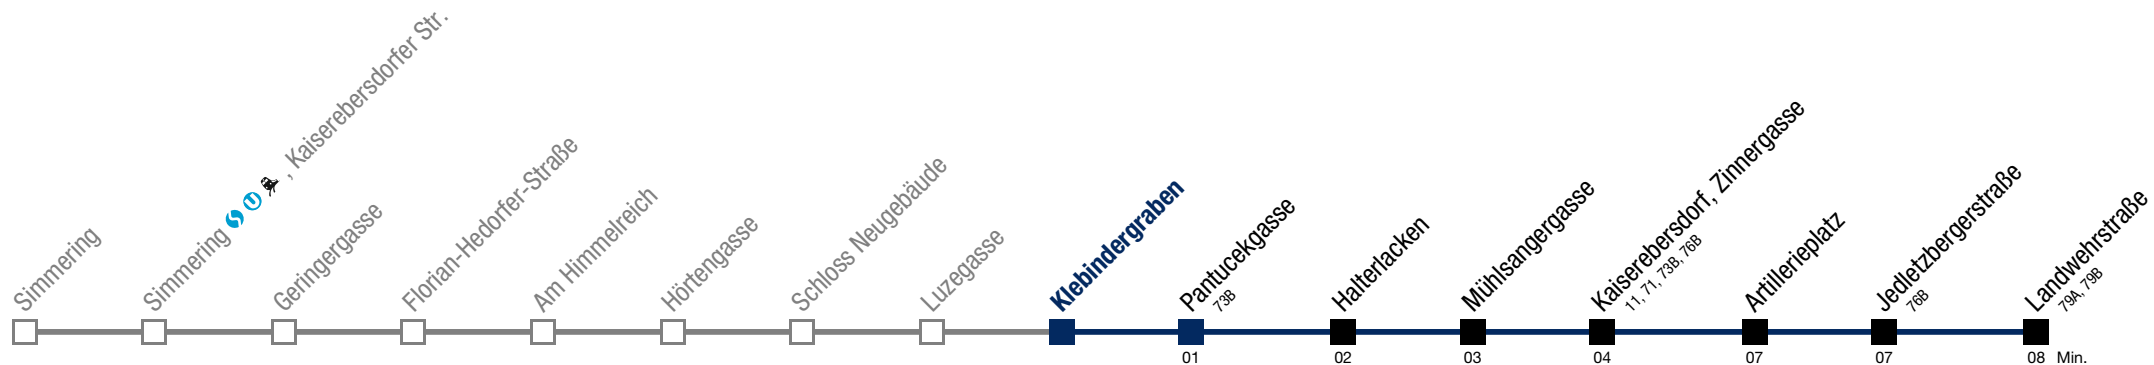 Simmering
Simmering S U , Kaiserebersdorfer Str.
Geringergasse
Florian-Hedorfer-Straße
Am Himmelreich
Hörtengasse
Schloss Neugebäude
Luzegasse
Klebindergraben
Pantucekgasse
73B
01
Halterlacken
02
Mühlsangergasse
03
Kaiserebersdorf, Zinnergasse
11, 71, 73B, 76B
04
Artillerieplatz
07
Jedletzbergerstraße
76B
07
Landwehrstraße
79A, 79B
08 Min.